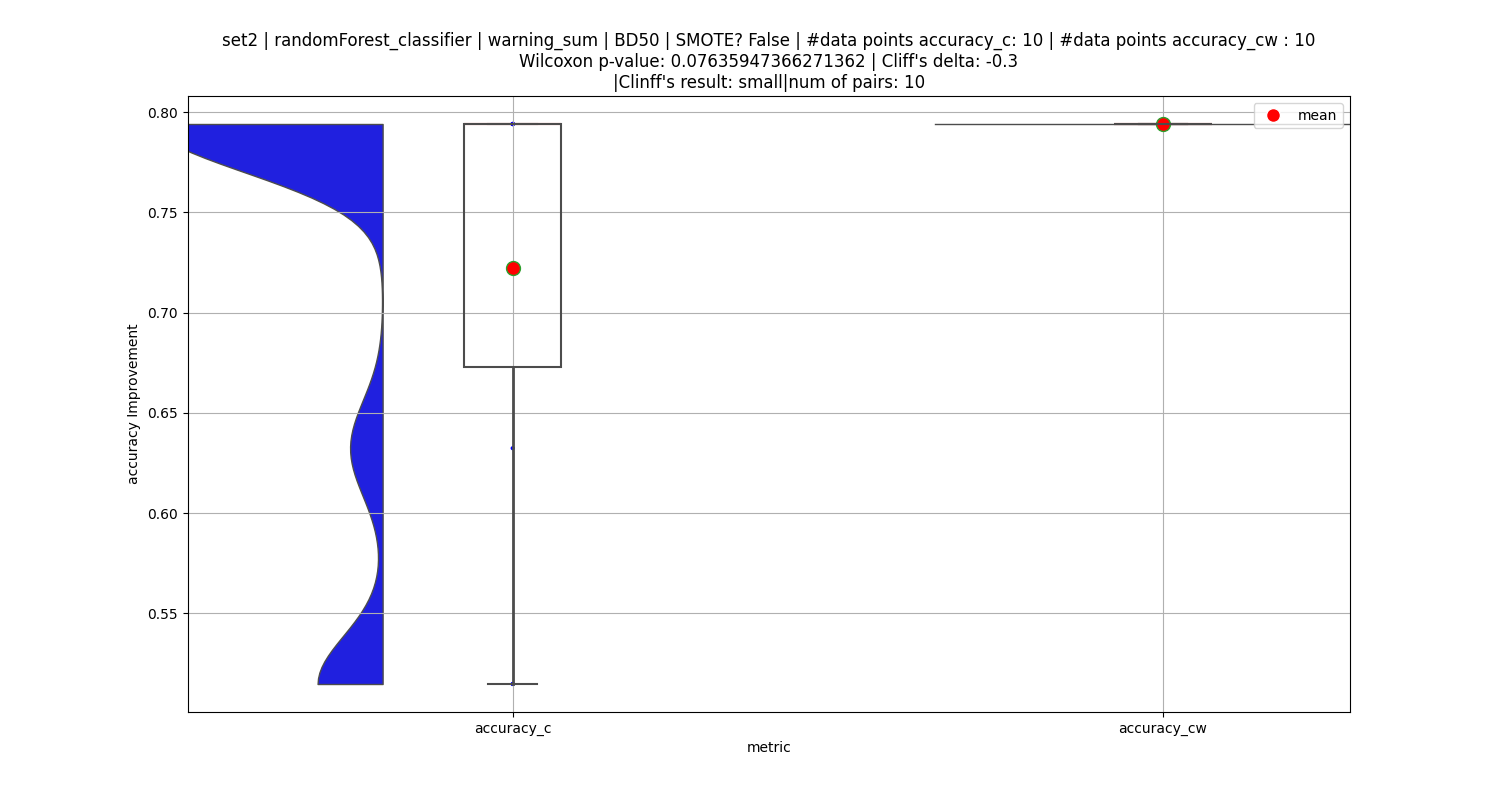 set2 | randomForest_classifier | warning_sum | BD50 | SMOTE? False | #data points accuracy_c: 10 | #data points accuracy_cw : 10
Wilcoxon p-value: 0.07635947366271362 | Cliff's delta: -0.3
|Clinff's result: small|num of pairs: 10
mean
0.80
0.75
0.70
0.65
0.60
0.55
accuracy Improvement
accuracy_c
accuracy_cw
metric